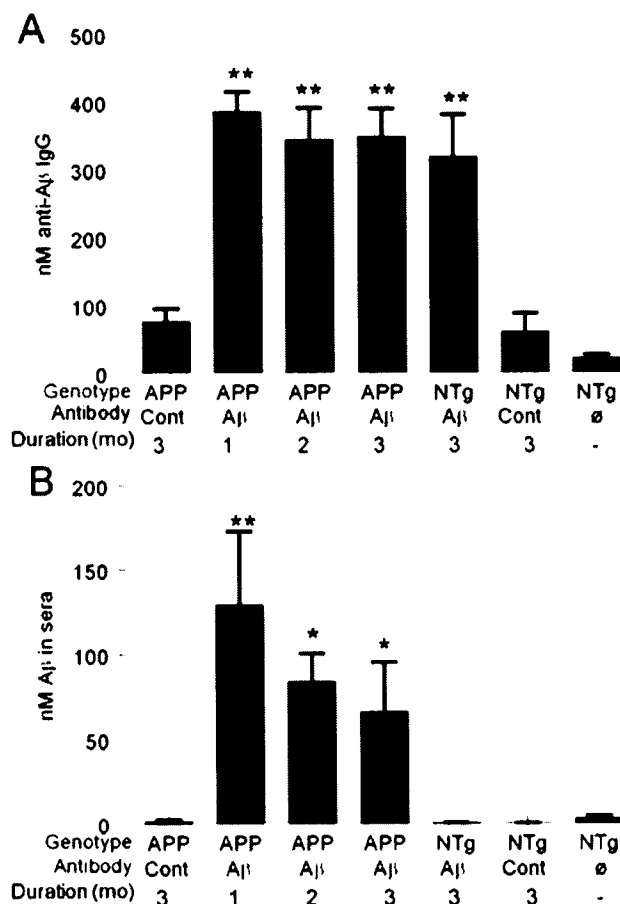 A
nM anti-Aβ IgG
500
400
300
200
100
0
** ** ** **
Genotype APP APP APP APP NTg NTg NTg
Antibody Cont Aβ Aβ Aβ Aβ Cont ø
Duration (mo) 3 1 2 3 3 3 -
B
nM Aβ in sera
200
150
100
50
0
** * *
Genotype APP APP APP APP NTg NTg NTg
Antibody Cont Aβ Aβ Aβ Aβ Cont ø
Duration (mo) 3 1 2 3 3 3 -